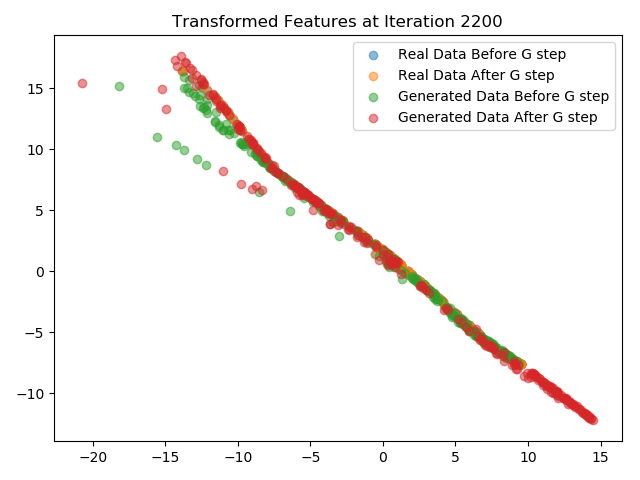 Transformed Features at Iteration 2200
Real Data Before G step
Real Data After G step
Generated Data Before G step
Generated Data After G step
15
10
5
0
−5
−10
−20
−15
−10
−5
0
5
10
15